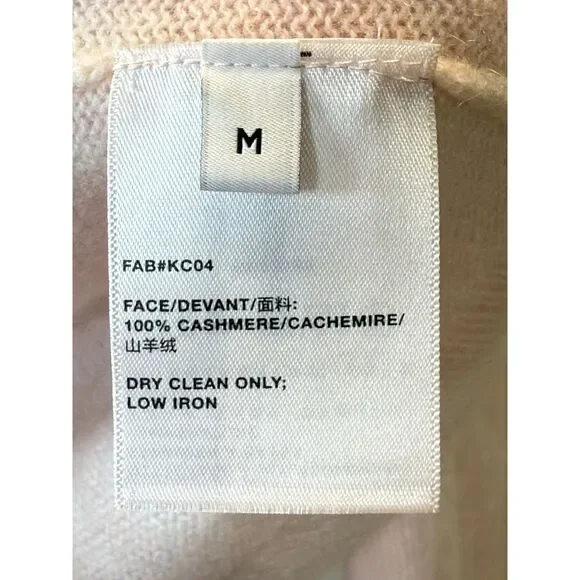 M
FAB#KC04
FACE/DEVANT/面料:
100% CASHMERE/CACHEMIRE/
山羊绒
DRY CLEAN ONLY;
LOW IRON